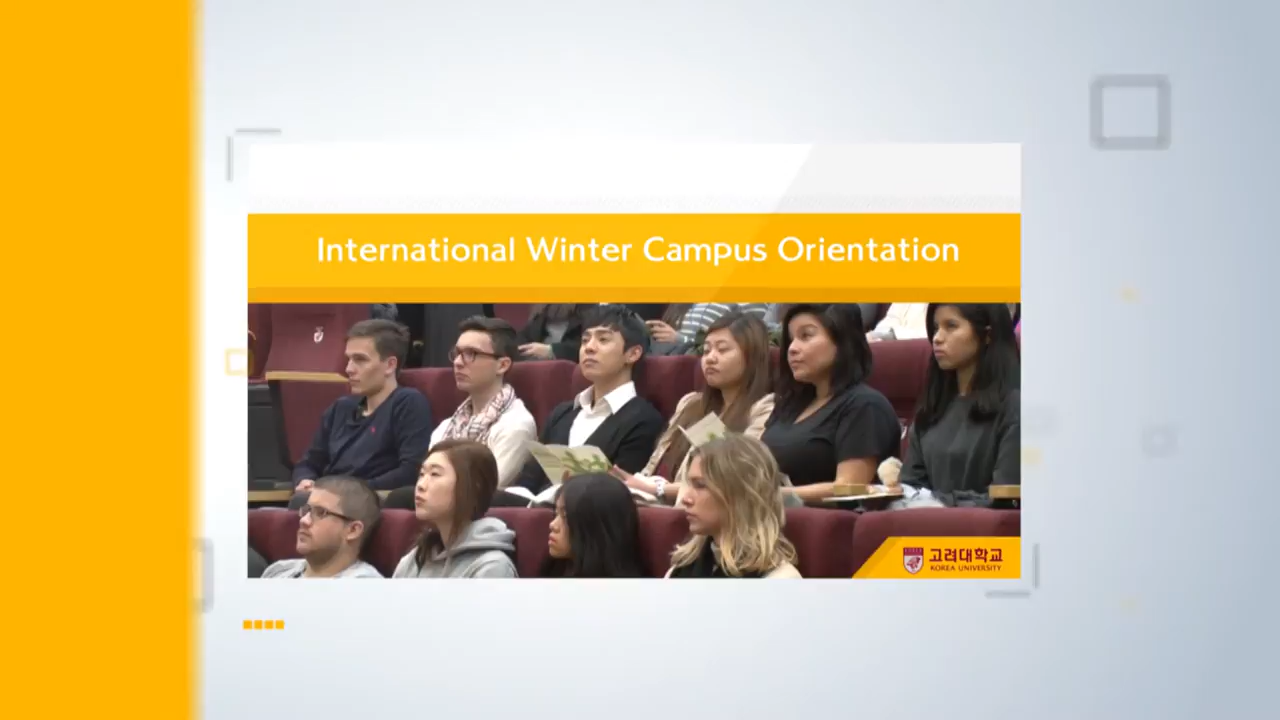 International Winter Campus Orientation
고려대학교
KOREA UNIVERSITY